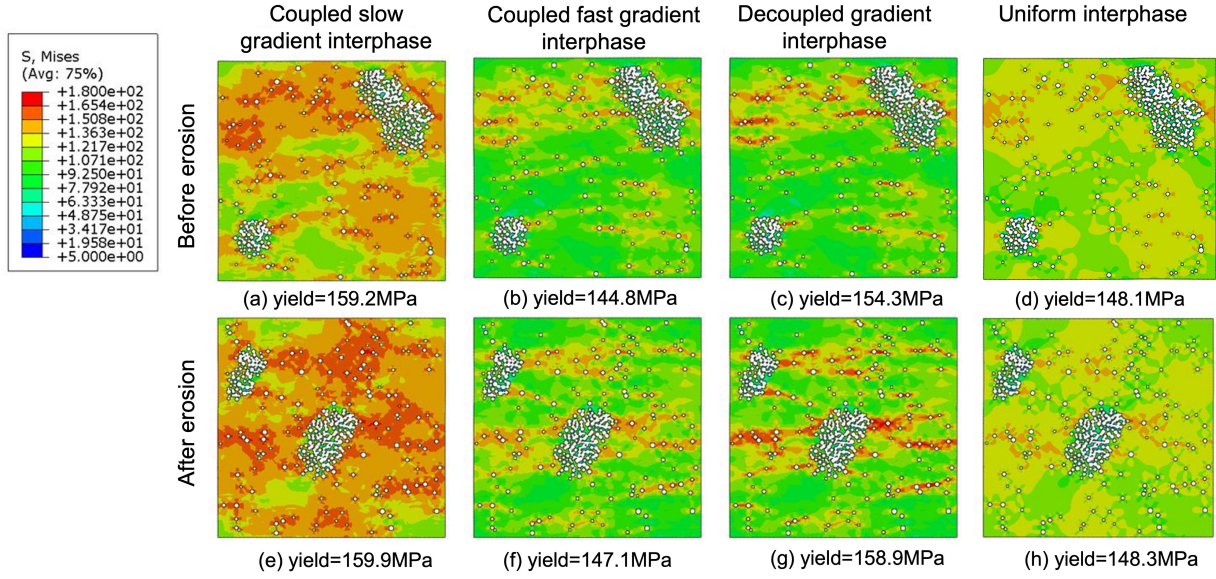 Coupled slow
gradient interphase
Coupled fast gradient
interphase
Decoupled gradient
interphase
Uniform interphase
S, Mises
(Avg: 75%)
+1.800e+02
+1.654e+02
+1.508e+02
+1.363e+02
+1.217e+02
+1.071e+02
+9.250e+01
+7.792e+01
+6.333e+01
+4.875e+01
+3.417e+01
+1.958e+01
+5.000e+00
Before erosion
(a) yield=159.2MPa
(b) yield=144.8MPa
(c) yield=154.3MPa
(d) yield=148.1MPa
After erosion
(e) yield=159.9MPa
(f) yield=147.1MPa
(g) yield=158.9MPa
(h) yield=148.3MPa